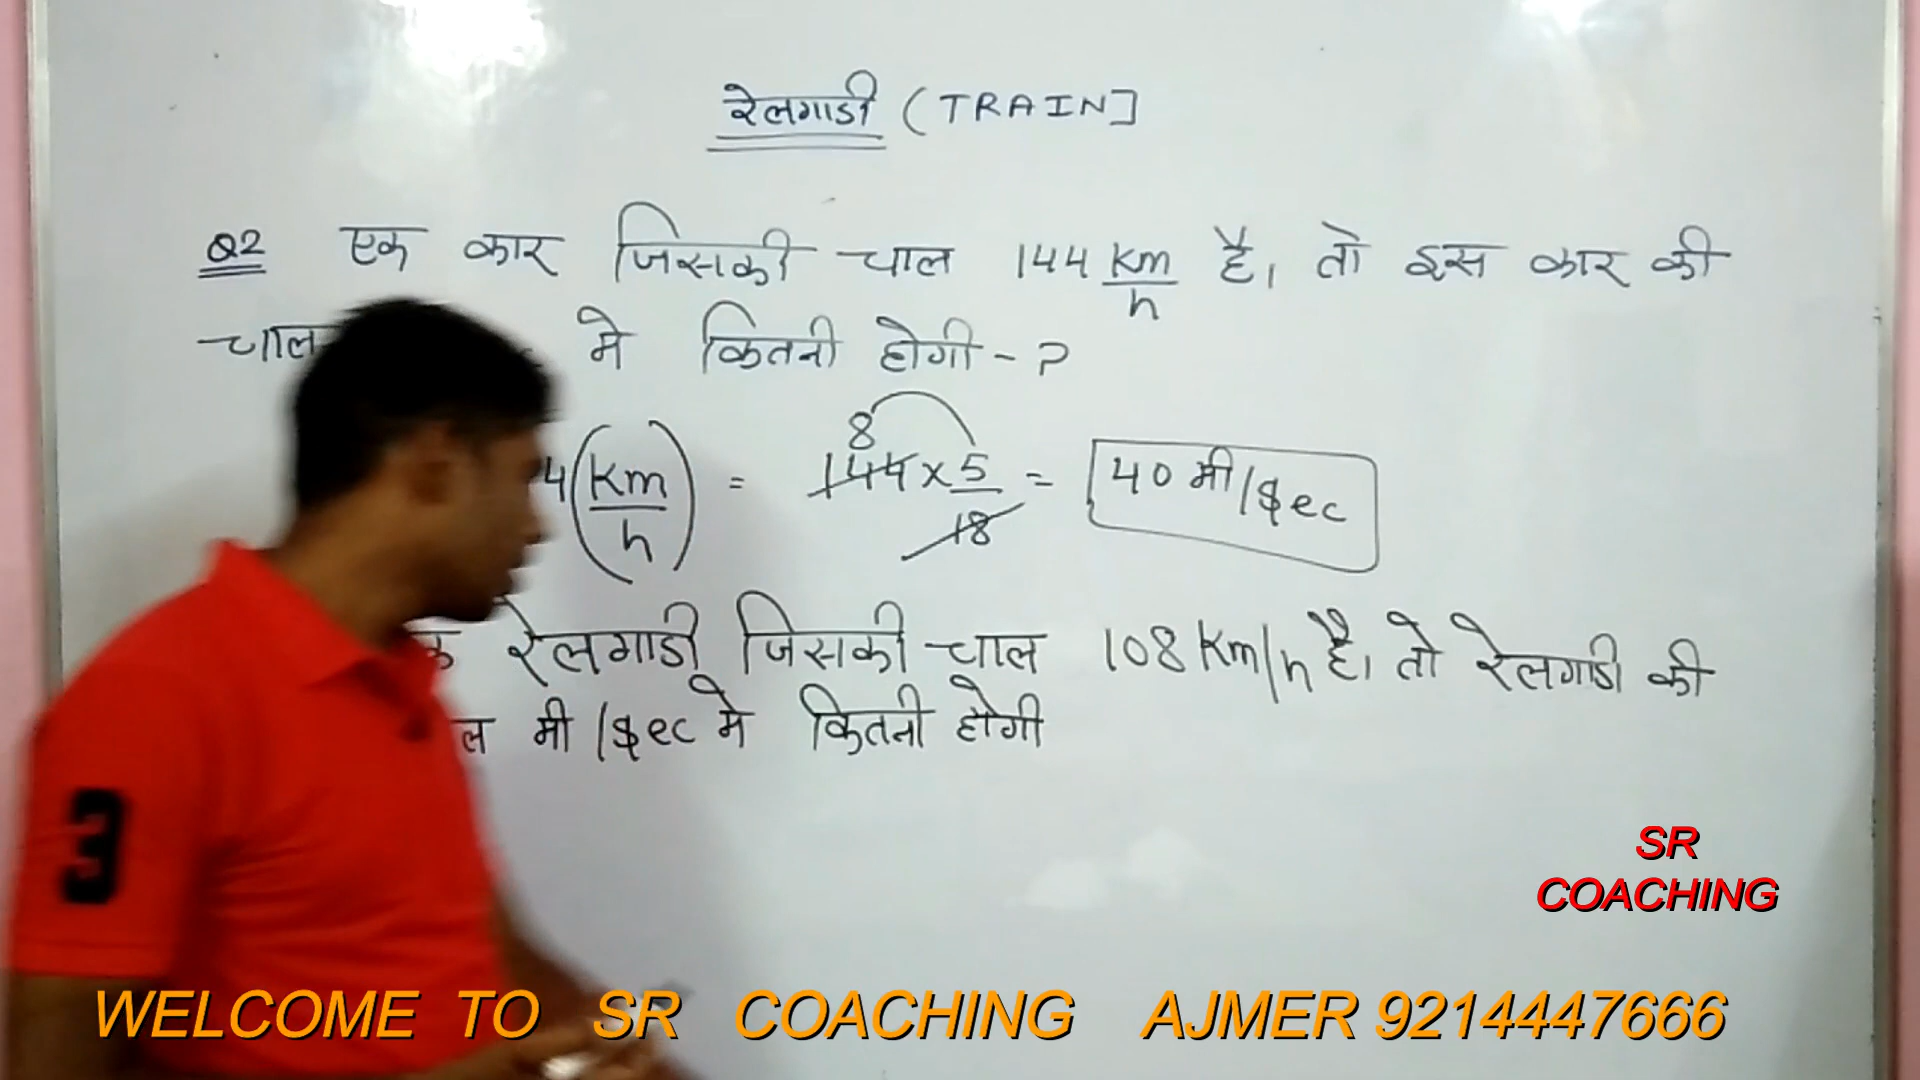 रेलगाडी (TRAIN]
Q2 एक कार जिसकी चाल 144 km/h है, तो इस कार की
चाल मे कितनी होगी - ?
4 (km/h) = 144 x 5/18 = 40 मी/sec
8
रेलगाडी जिसकी चाल 108 km/h है, तो रेलगाडी की
मी/sec मे कितनी होगी
3
SR
COACHING
WELCOME TO SR COACHING AJMER 9214447666